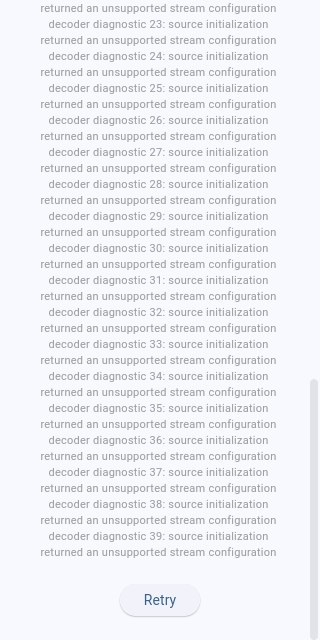 returned an unsupported stream configuration
decoder diagnostic 23: source initialization
returned an unsupported stream configuration
decoder diagnostic 24: source initialization
returned an unsupported stream configuration
decoder diagnostic 25: source initialization
returned an unsupported stream configuration
decoder diagnostic 26: source initialization
returned an unsupported stream configuration
decoder diagnostic 27: source initialization
returned an unsupported stream configuration
decoder diagnostic 28: source initialization
returned an unsupported stream configuration
decoder diagnostic 29: source initialization
returned an unsupported stream configuration
decoder diagnostic 30: source initialization
returned an unsupported stream configuration
decoder diagnostic 31: source initialization
returned an unsupported stream configuration
decoder diagnostic 32: source initialization
returned an unsupported stream configuration
decoder diagnostic 33: source initialization
returned an unsupported stream configuration
decoder diagnostic 34: source initialization
returned an unsupported stream configuration
decoder diagnostic 35: source initialization
returned an unsupported stream configuration
decoder diagnostic 36: source initialization
returned an unsupported stream configuration
decoder diagnostic 37: source initialization
returned an unsupported stream configuration
decoder diagnostic 38: source initialization
returned an unsupported stream configuration
decoder diagnostic 39: source initialization
returned an unsupported stream configuration
Retry